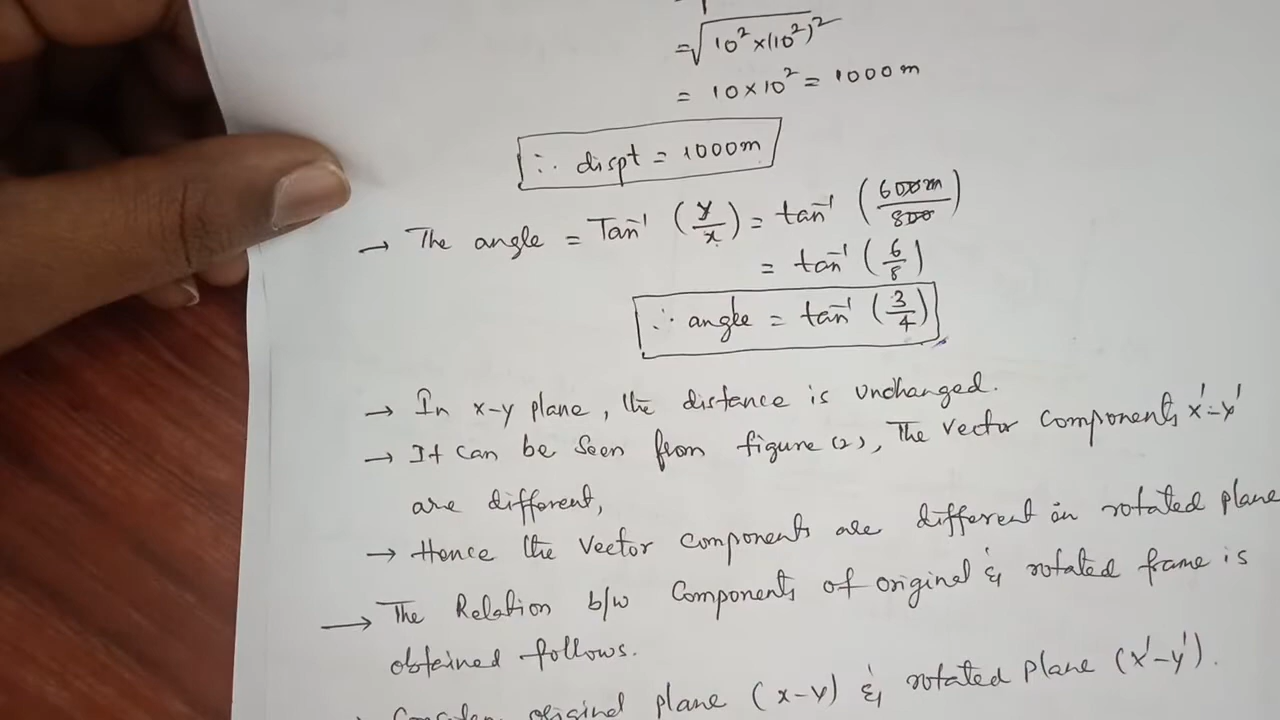 = √10² × (10²)²
= 10 × 10² = 1000 m
∴ dispt = 1000m
→ The angle = Tan⁻¹ (y/x) = tan⁻¹ (600m/800)
= tan⁻¹ (6/8)
∴ angle = tan⁻¹ (3/4)
→ In x-y plane, the distance is unchanged.
→ It can be seen from figure (2), The vector components x'-y'
are different,
→ Hence the vector components are different in rotated plane
→ The Relation b/w Components of original & rotated frame is
obtained follows.
→ Consider original plane (x-y) & rotated plane (x'-y').